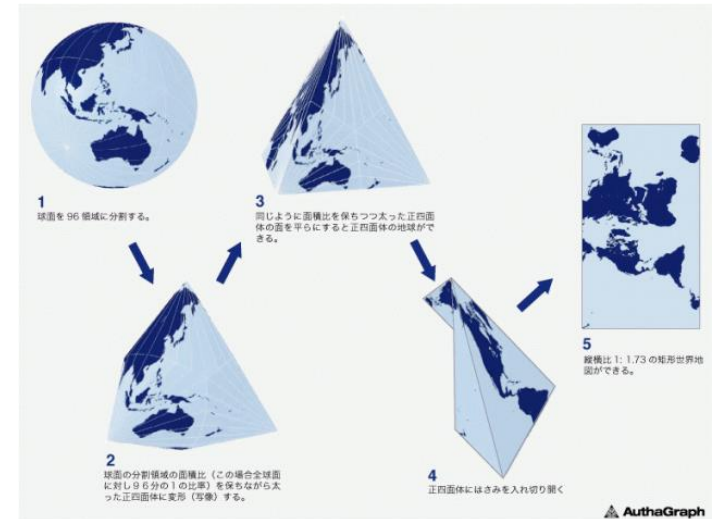 1
球面を 96 領域に分割する。
3
同じように面積比を保ちつつ太った正四面
体の面を平らにすると正四面体の地球がで
きる。
5
縦横比 1: 1.73 の矩形世界地
図ができる。
2
球面の分割領域の面積比（この場合全球面
に対し９６分の１の比率）を保ちながら太
った正四面体に変形（写像）する。
4
正四面体にはさみを入れ切り開く
AuthaGraph